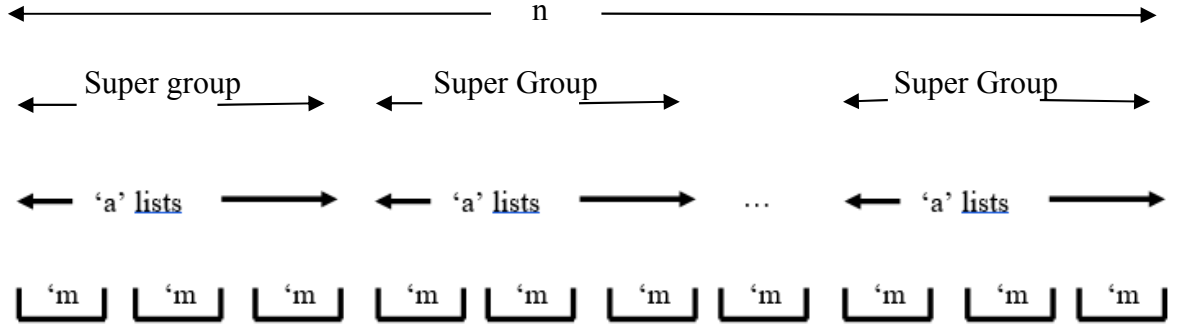 n
Super group Super Group Super Group
‘a’ lists ‘a’ lists ... ‘a’ lists
‘m ‘m ‘m ‘m ‘m ‘m ‘m ‘m ‘m ‘m